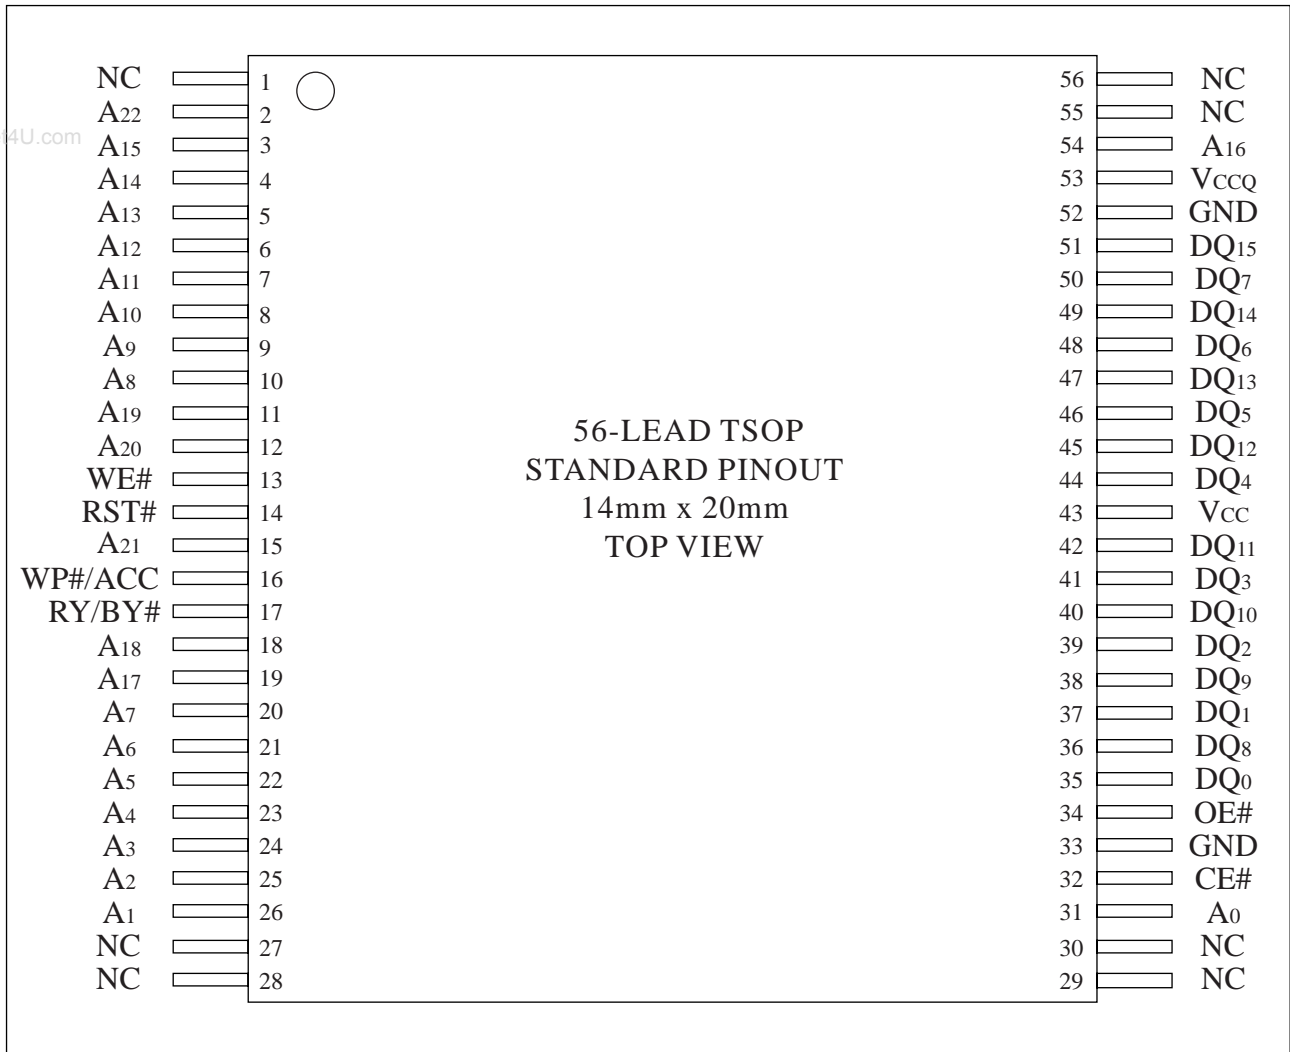 NC 1 56 NC
A22 2 55 NC
t4U.com
A15 3 54 A16
A14 4 53 VCCQ
A13 5 52 GND
A12 6 51 DQ15
A11 7 50 DQ7
A10 8 49 DQ14
A9 9 48 DQ6
A8 10 47 DQ13
A19 11 46 DQ5
A20 12 45 DQ12
WE# 13 44 DQ4
RST# 14 43 VCC
A21 15 42 DQ11
WP#/ACC 16 41 DQ3
RY/BY# 17 40 DQ10
A18 18 39 DQ2
A17 19 38 DQ9
A7 20 37 DQ1
A6 21 36 DQ8
A5 22 35 DQ0
A4 23 34 OE#
A3 24 33 GND
A2 25 32 CE#
A1 26 31 A0
NC 27 30 NC
NC 28 29 NC
56-LEAD TSOP
STANDARD PINOUT
14mm x 20mm
TOP VIEW